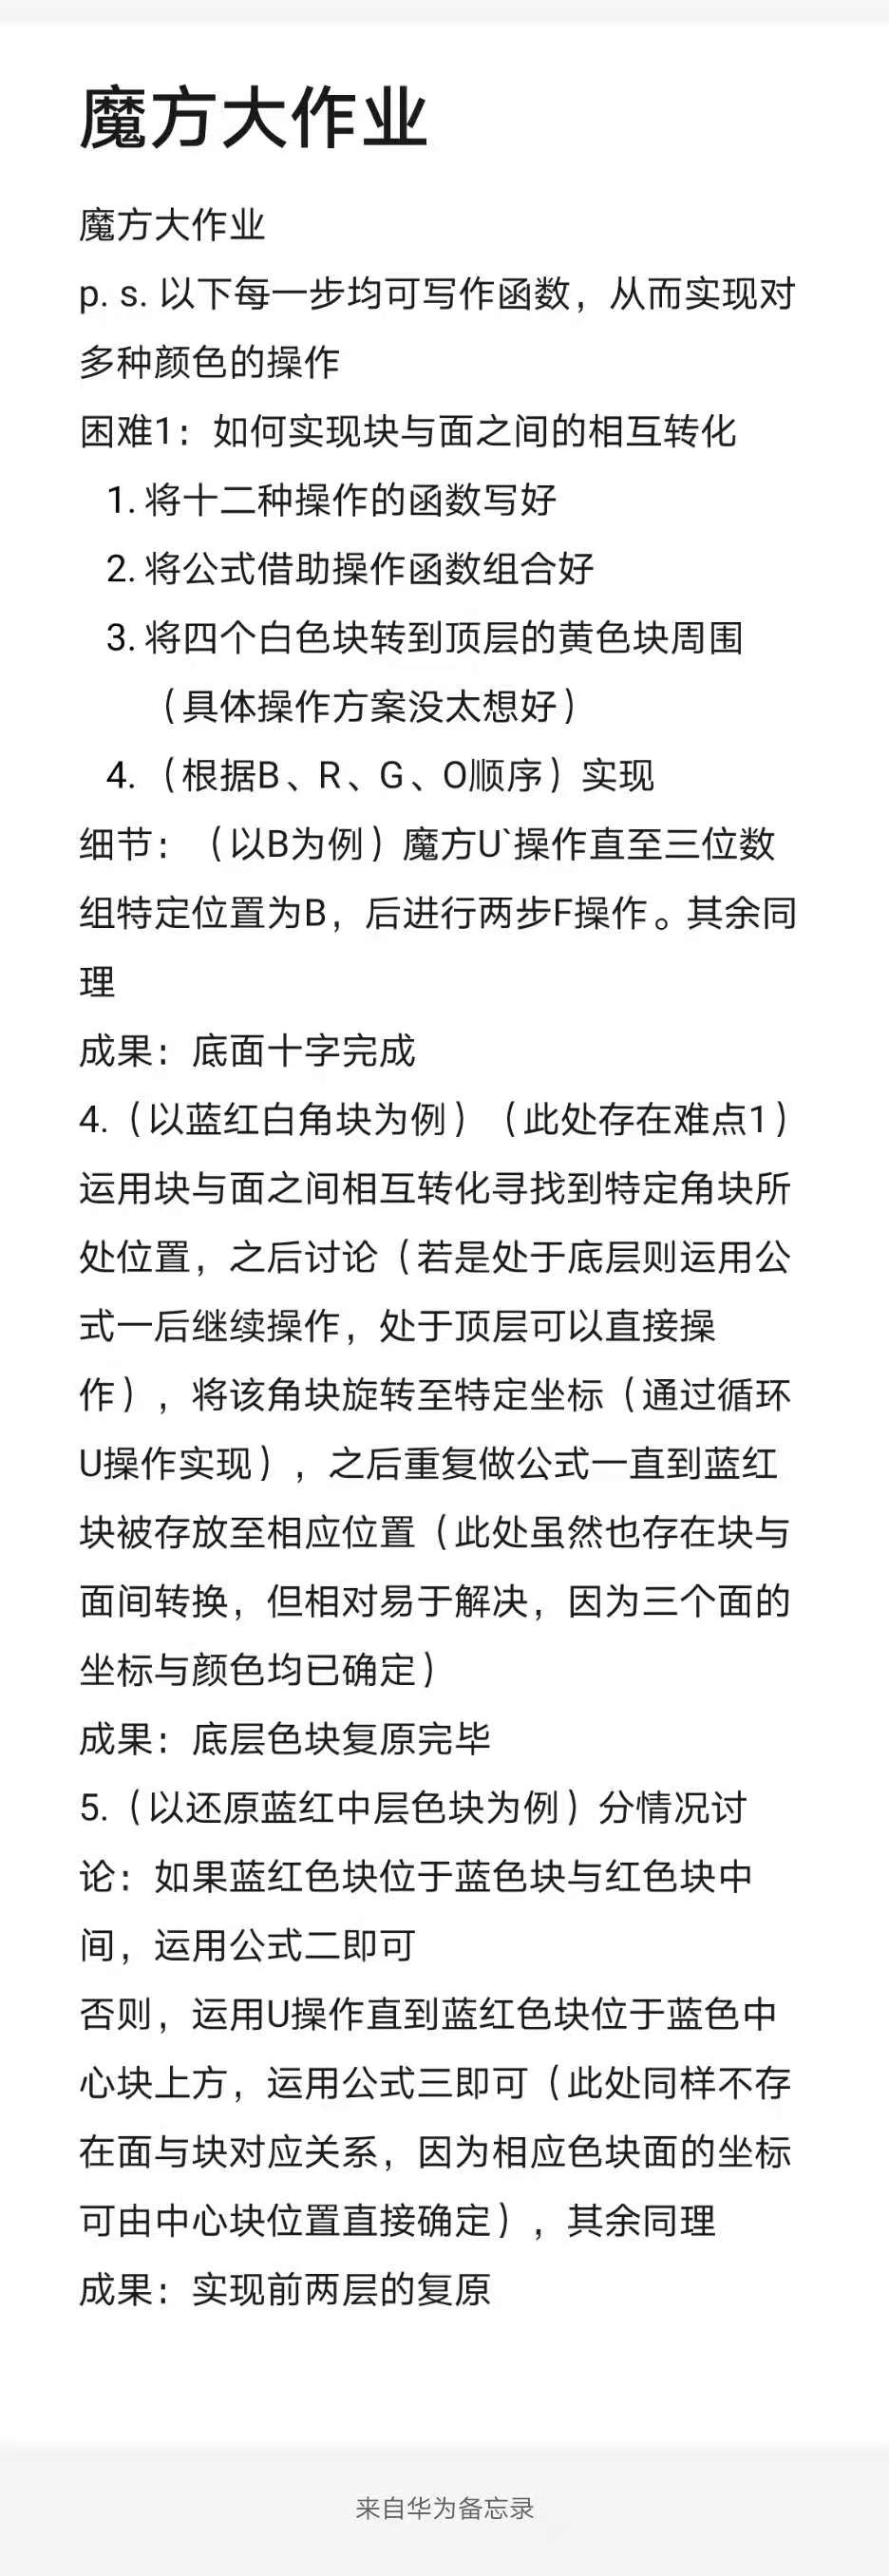 魔方大作业
魔方大作业
p. s. 以下每一步均可写作函数，从而实现对
多种颜色的操作
困难1：如何实现块与面之间的相互转化
1. 将十二种操作的函数写好
2. 将公式借助操作函数组合好
3. 将四个白色块转到顶层的黄色块周围
（具体操作方案没太想好）
4. （根据B、R、G、O顺序）实现
细节：（以B为例）魔方U`操作直至三位数
组特定位置为B，后进行两步F操作。其余同
理
成果：底面十字完成
4.（以蓝红白角块为例）（此处存在难点1）
运用块与面之间相互转化寻找到特定角块所
处位置，之后讨论（若是处于底层则运用公
式一后继续操作，处于顶层可以直接操
作），将该角块旋转至特定坐标（通过循环
U操作实现），之后重复做公式一直到蓝红
块被存放至相应位置（此处虽然也存在块与
面间转换，但相对易于解决，因为三个面的
坐标与颜色均已确定）
成果：底层色块复原完毕
5.（以还原蓝红中层色块为例）分情况讨
论：如果蓝红色块位于蓝色块与红色块中
间，运用公式二即可
否则，运用U操作直到蓝红色块位于蓝色中
心块上方，运用公式三即可（此处同样不存
在面与块对应关系，因为相应色块面的坐标
可由中心块位置直接确定），其余同理
成果：实现前两层的复原
来自华为备忘录